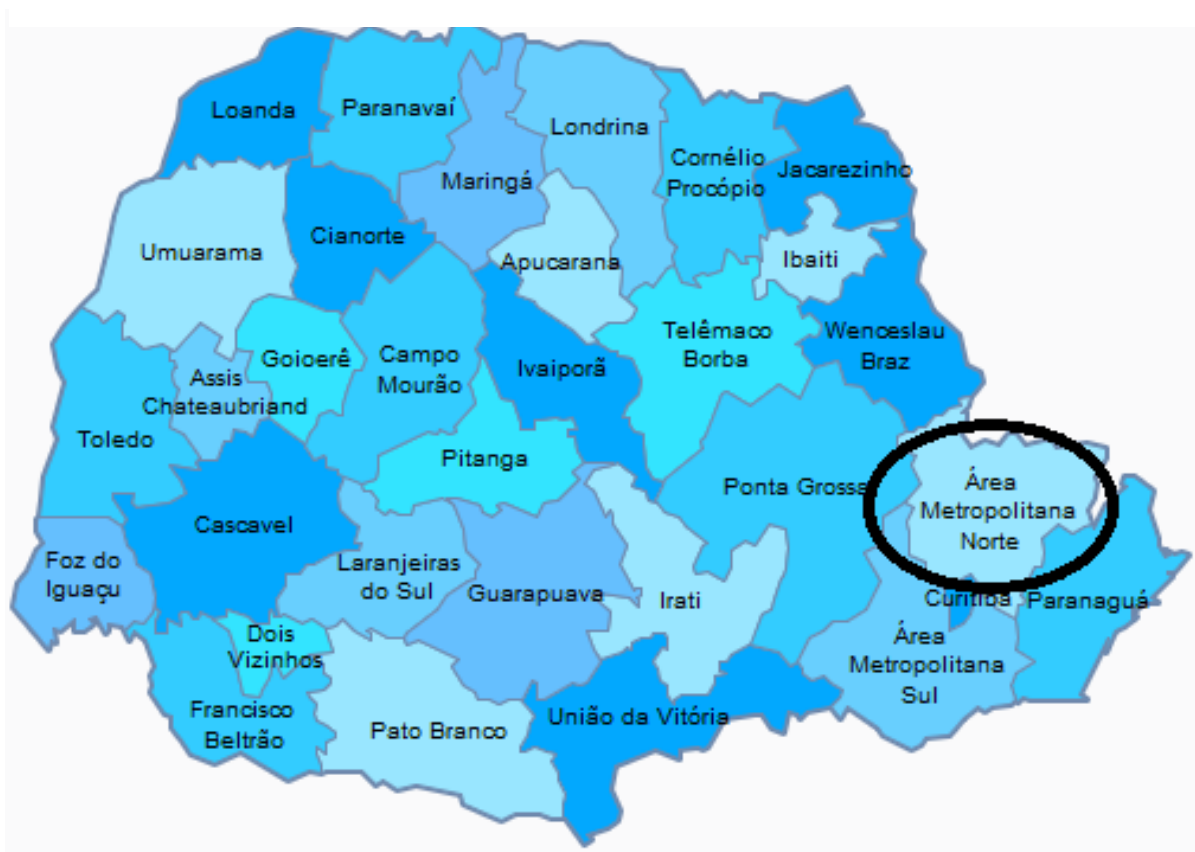 Loanda
Paranavaí
Londrina
Maringá
Cornélio
Procópio
Jacarezinho
Umuarama
Cianorte
Apucarana
Ibaiti
Goioerê
Campo
Mourão
Ivaiporã
Telêmaco
Borba
Wenceslau
Braz
Assis
Chateaubriand
Toledo
Pitanga
Ponta Grossa
Área
Metropolitana
Norte
Cascavel
Foz do
Iguaçu
Laranjeiras
do Sul
Guarapuava
Irati
Curitiba
Paranaguá
Dois
Vizinhos
Área
Metropolitana
Sul
Francisco
Beltrão
Pato Branco
União da Vitória